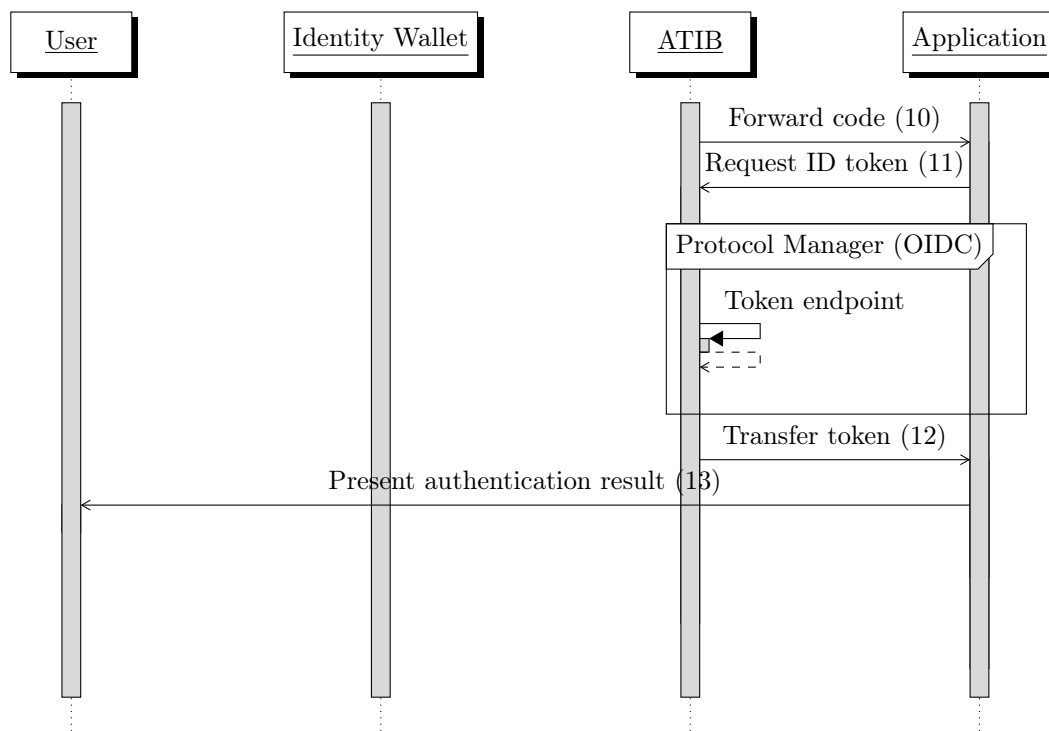 User
Identity Wallet
ATIB
Application
Forward code (10)
Request ID token (11)
Protocol Manager (OIDC)
Token endpoint
Transfer token (12)
Present authentication result (13)